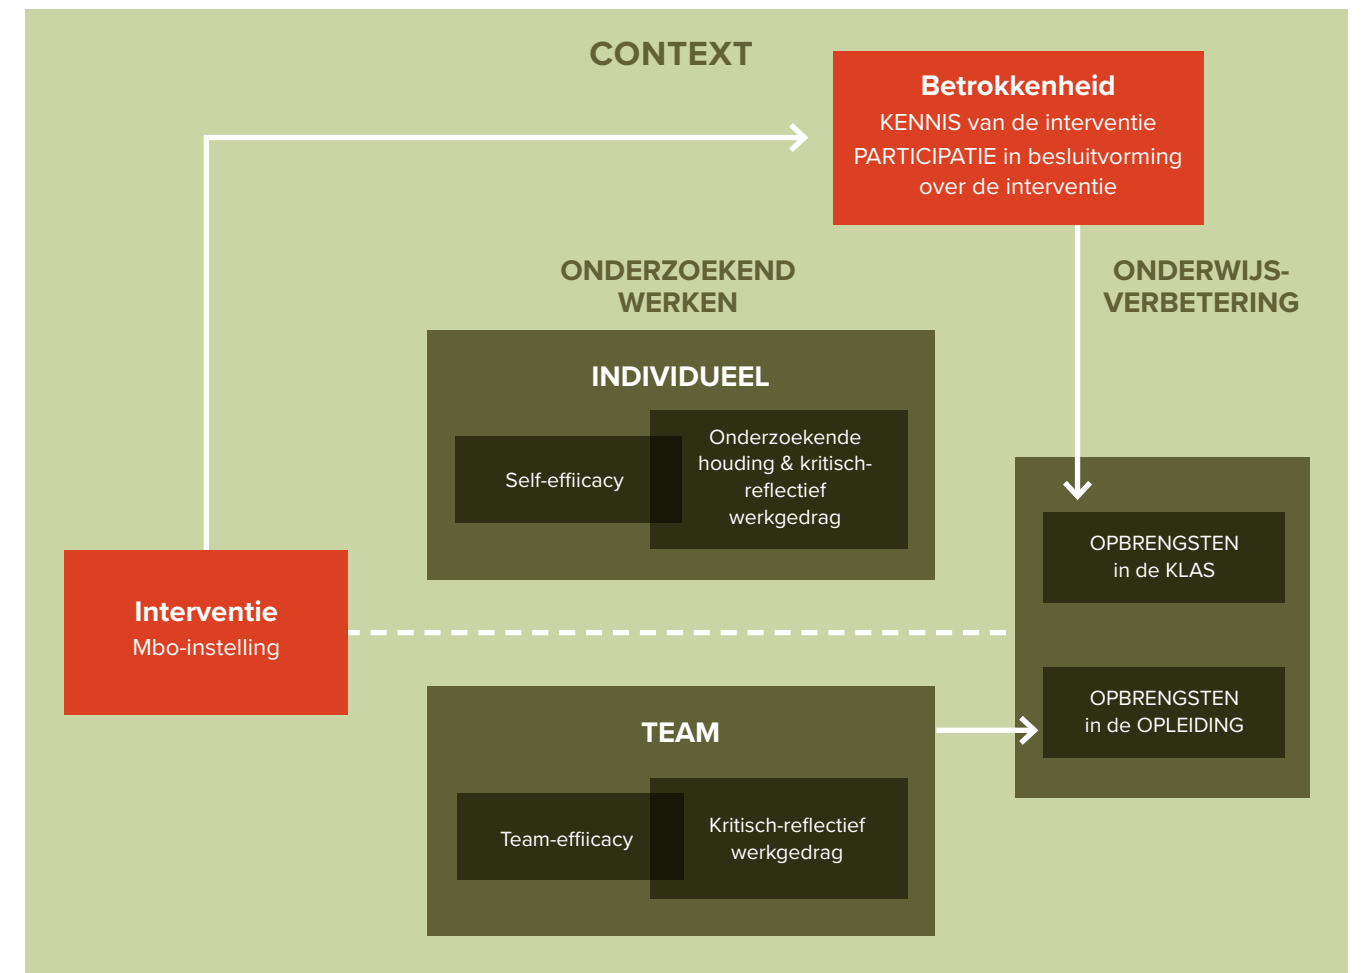 CONTEXT
Betrokkenheid
KENNIS van de interventie
PARTICIPATIE in besluitvorming
over de interventie
ONDERZOEKEND
WERKEN
ONDERWIJS-
VERBETERING
INDIVIDUEEL
Self-effiicacy
Onderzoekende
houding & kritisch-
reflectief
werkgedrag
OPBRENGSTEN
in de KLAS
Interventie
Mbo-instelling
OPBRENGSTEN
in de OPLEIDING
TEAM
Team-effiicacy
Kritisch-reflectief
werkgedrag